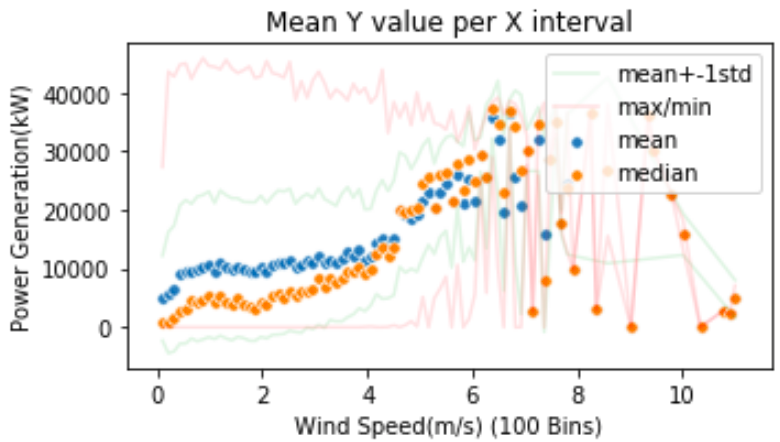 Mean Y value per X interval
Power Generation(kW)
40000
30000
20000
10000
0
mean+-1std
max/min
mean
median
0 2 4 6 8 10
Wind Speed(m/s) (100 Bins)